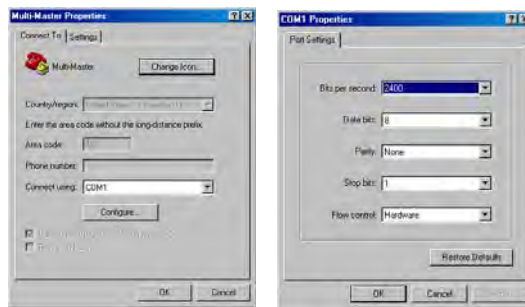 Multi-Master Properties
Connect To
Settings
Multi-Master
Change Icon...
Country/region:
Enter the area code without the long-distance prefix.
Area code:
Phone number:
Connect using:
COM1
Configure...
OK
Cancel
COM1 Properties
Port Settings
Bits per second:
2400
Data bits:
8
Parity:
None
Stop bits:
1
Flow control:
Hardware
Restore Defaults
OK
Cancel